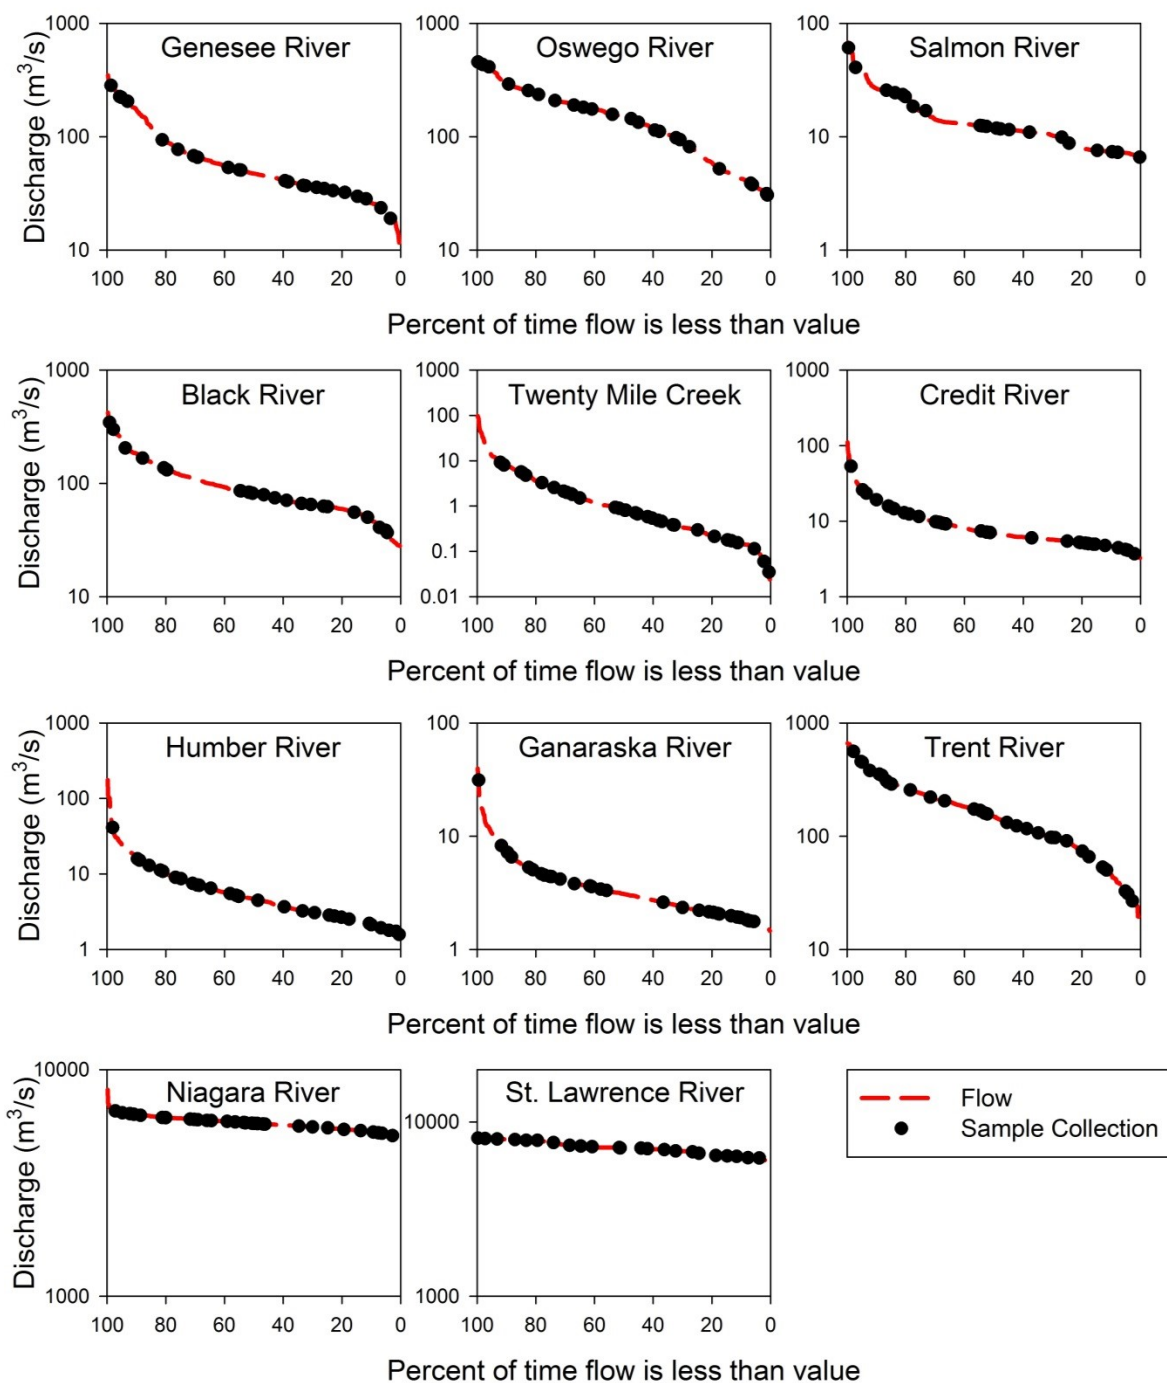 Genesee River
Oswego River
Salmon River
Discharge (m³/s)
1000
100
10
1000
100
10
100
10
1
100 80 60 40 20 0
100 80 60 40 20 0
100 80 60 40 20 0
Percent of time flow is less than value
Black River
Twenty Mile Creek
Credit River
Discharge (m³/s)
1000
100
10
1000
100
10
1
0.1
0.01
1000
100
10
1
100 80 60 40 20 0
100 80 60 40 20 0
100 80 60 40 20 0
Percent of time flow is less than value
Humber River
Ganaraska River
Trent River
Discharge (m³/s)
1000
100
10
1
100
10
1
1000
100
10
100 80 60 40 20 0
100 80 60 40 20 0
100 80 60 40 20 0
Percent of time flow is less than value
Niagara River
St. Lawrence River
Discharge (m³/s)
10000
1000
10000
1000
100 80 60 40 20 0
100 80 60 40 20 0
Percent of time flow is less than value
Flow
Sample Collection